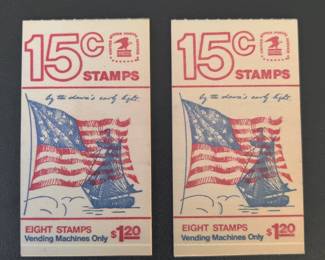 15c
STAMPS
by the dawn's early light
EIGHT STAMPS
Vending Machines Only
$1.20
15c
STAMPS
by the dawn's early light
EIGHT STAMPS
Vending Machines Only
$1.20